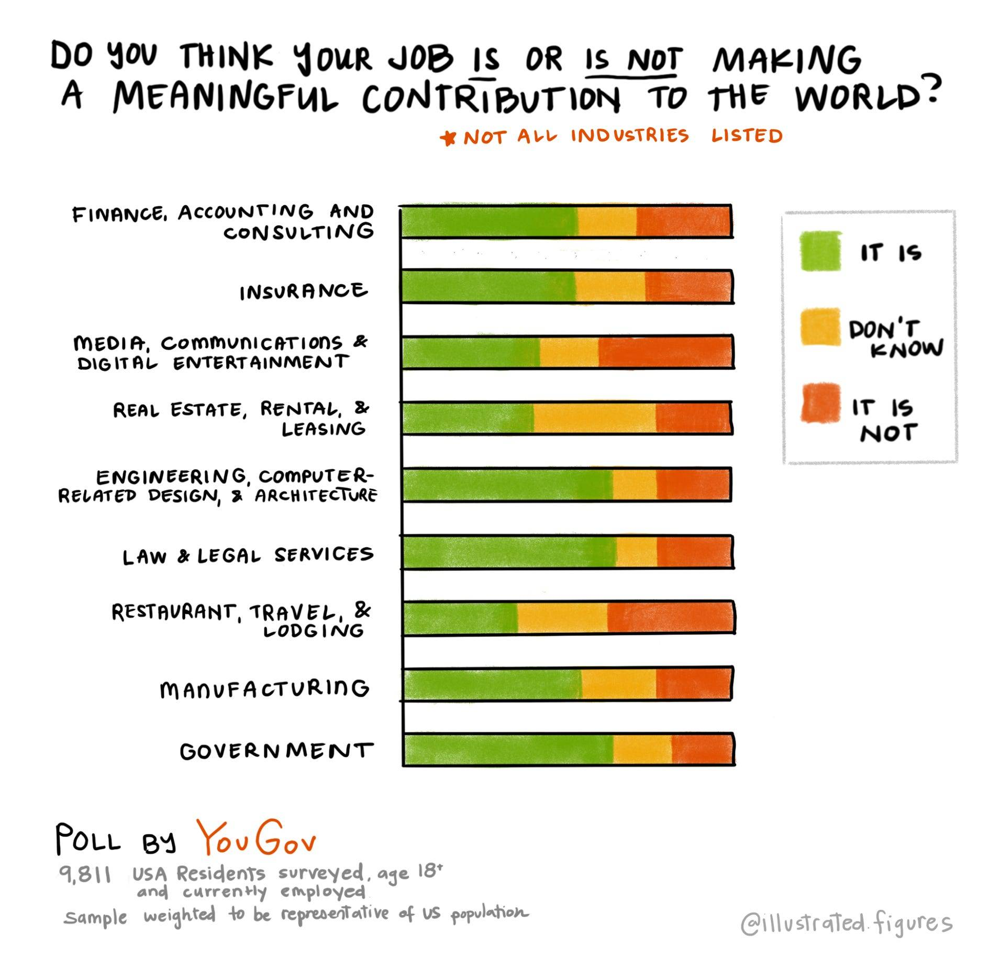 DO YOU THINK YOUR JOB IS OR IS NOT MAKING
A MEANINGFUL CONTRIBUTION TO THE WORLD?
★ NOT ALL INDUSTRIES LISTED
FINANCE, ACCOUNTING AND
CONSULTING
INSURANCE
MEDIA, COMMUNICATIONS &
DIGITAL ENTERTAINMENT
REAL ESTATE, RENTAL, &
LEASING
ENGINEERING, COMPUTER-
RELATED DESIGN, & ARCHITECTURE
LAW & LEGAL SERVICES
RESTAURANT, TRAVEL, &
LODGING
MANUFACTURING
GOVERNMENT
IT IS
DON'T
KNOW
IT IS
NOT
POLL BY YouGov
9,811 USA Residents surveyed, age 18+
and currently employed
Sample weighted to be representative of US population
@illustrated.figures